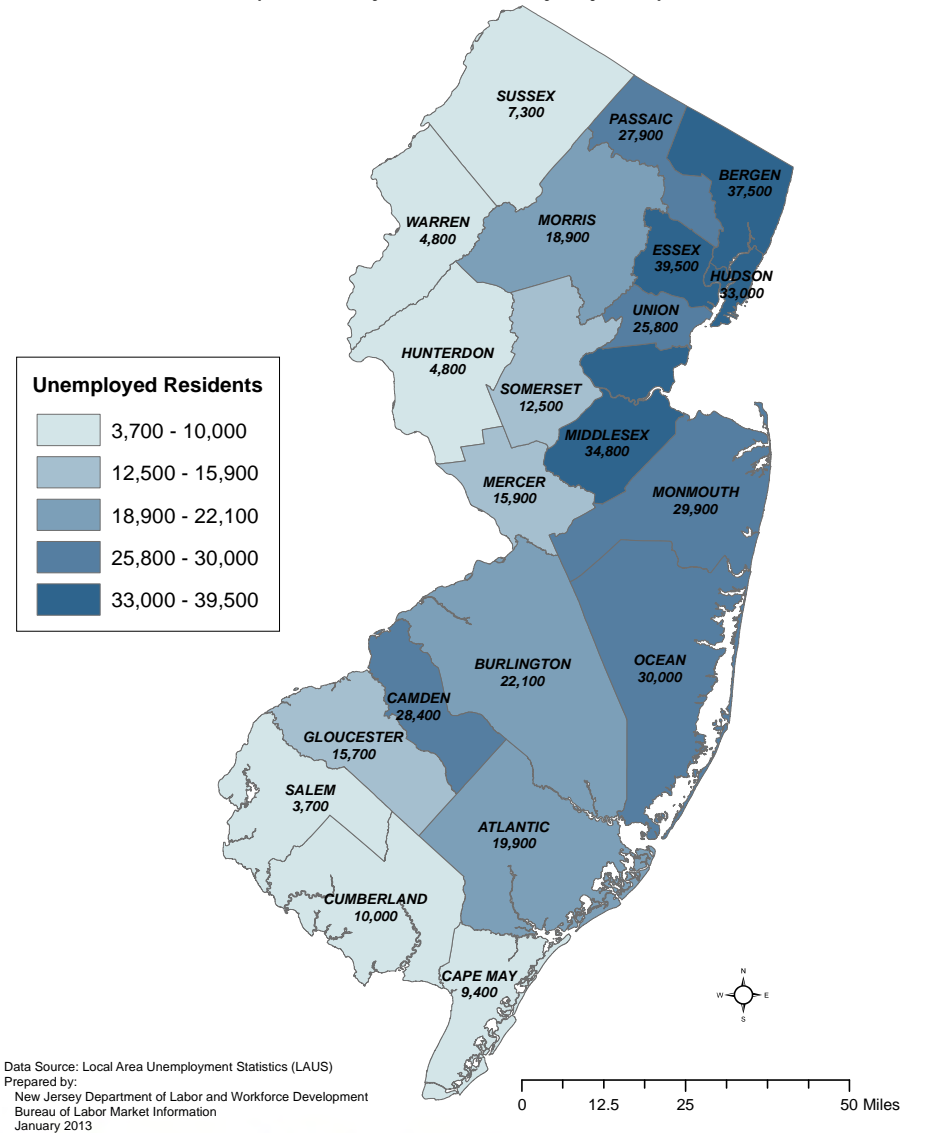 SUSSEX
7,300
PASSAIC
27,900
BERGEN
37,500
WARREN
4,800
MORRIS
18,900
ESSEX
39,500
HUDSON
33,000
UNION
25,800
HUNTERDON
4,800
SOMERSET
12,500
Unemployed Residents
3,700 - 10,000
12,500 - 15,900
18,900 - 22,100
25,800 - 30,000
33,000 - 39,500
MIDDLESEX
34,800
MERCER
15,900
MONMOUTH
29,900
BURLINGTON
22,100
OCEAN
30,000
CAMDEN
28,400
GLOUCESTER
15,700
SALEM
3,700
ATLANTIC
19,900
CUMBERLAND
10,000
CAPE MAY
9,400
N
W E
S
Data Source: Local Area Unemployment Statistics (LAUS)
Prepared by:
New Jersey Department of Labor and Workforce Development
Bureau of Labor Market Information
January 2013
0 12.5 25 50 Miles